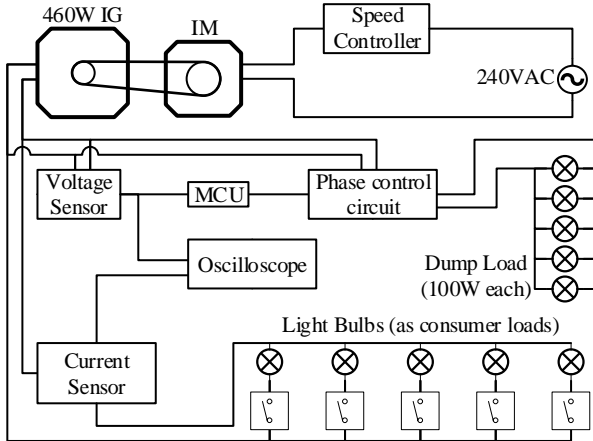 460W IG
IM
Speed
Controller
240VAC
Voltage
Sensor
MCU
Phase control
circuit
Oscilloscope
Dump Load
(100W each)
Light Bulbs (as consumer loads)
Current
Sensor